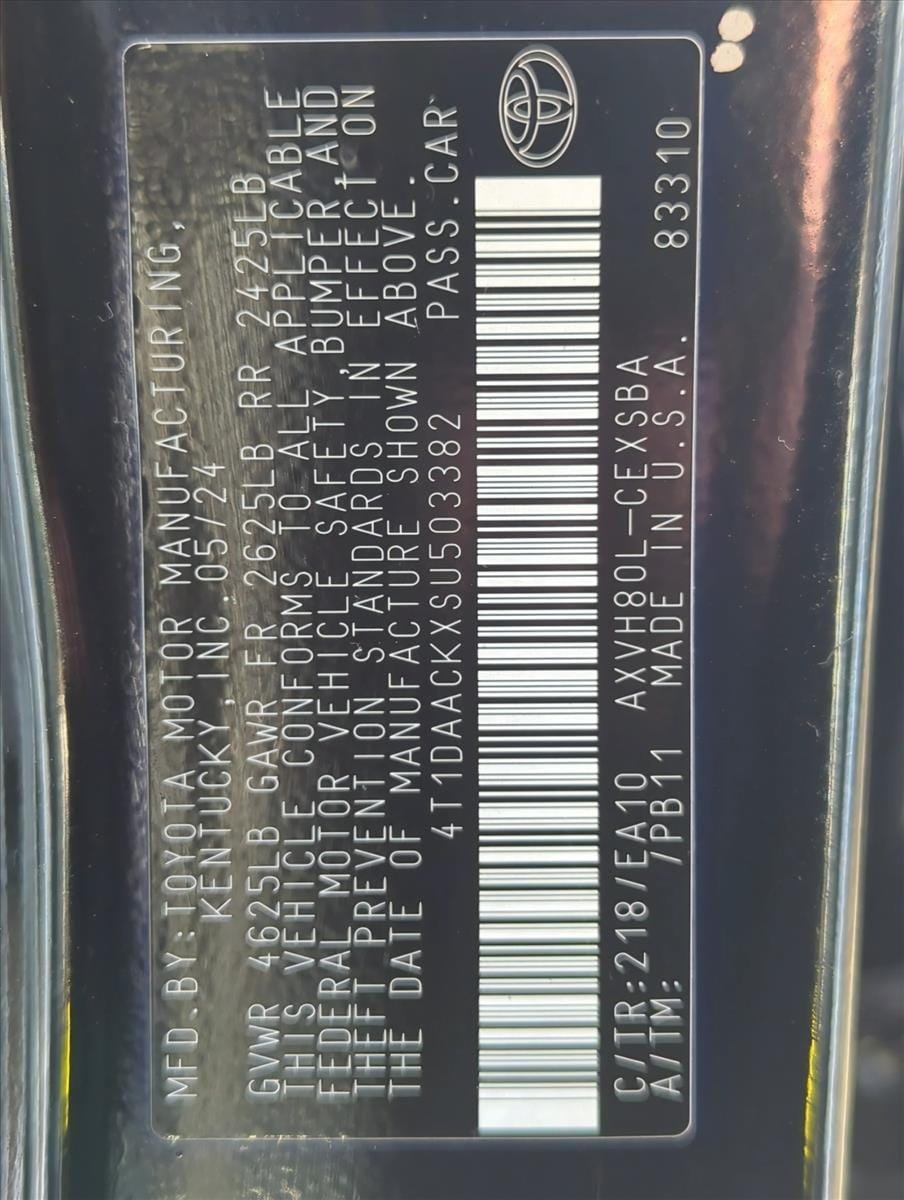 MFD.BY:TOYOTA MOTOR MANUFACTURING,
KENTUCKY,INC.05/24
GVWR 4625LB GAWR FR 2625LB RR 2425LB
THIS VEHICLE CONFORMS TO ALL APPLICABLE
FEDERAL MOTOR VEHICLE SAFETY,BUMPER,AND
THEFT PREVENTION STANDARDS IN EFFECT ON
THE DATE OF MANUFACTURE SHOWN ABOVE.
4T1DAACKXSU503382 PASS.CAR
C/TR:218/EA10 AXVH80L-CEXSBA 83310
A/TM: /PB11 MADE IN U.S.A.